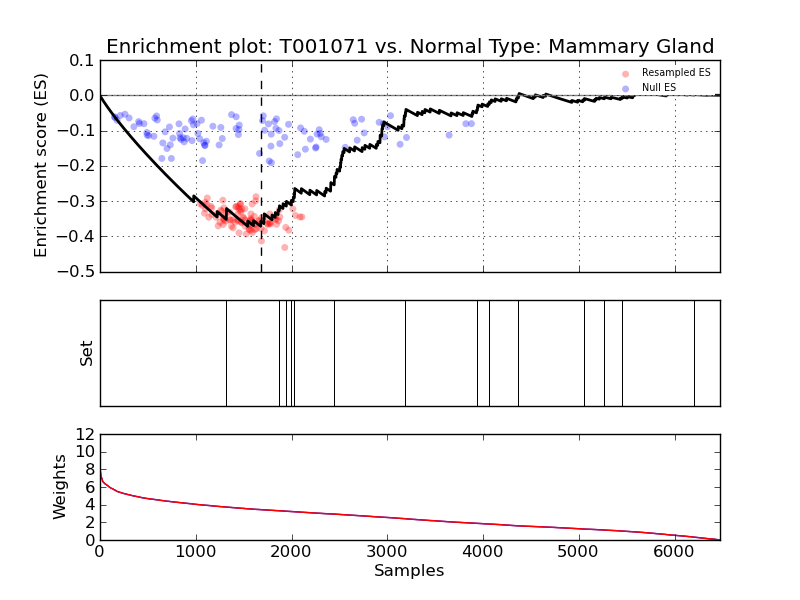 Enrichment plot: T001071 vs. Normal Type: Mammary Gland
Enrichment score (ES)
0.1
0.0
−0.1
−0.2
−0.3
−0.4
−0.5
Resampled ES
Null ES
Set
Weights
12
10
8
6
4
2
0
0 1000 2000 3000 4000 5000 6000
Samples